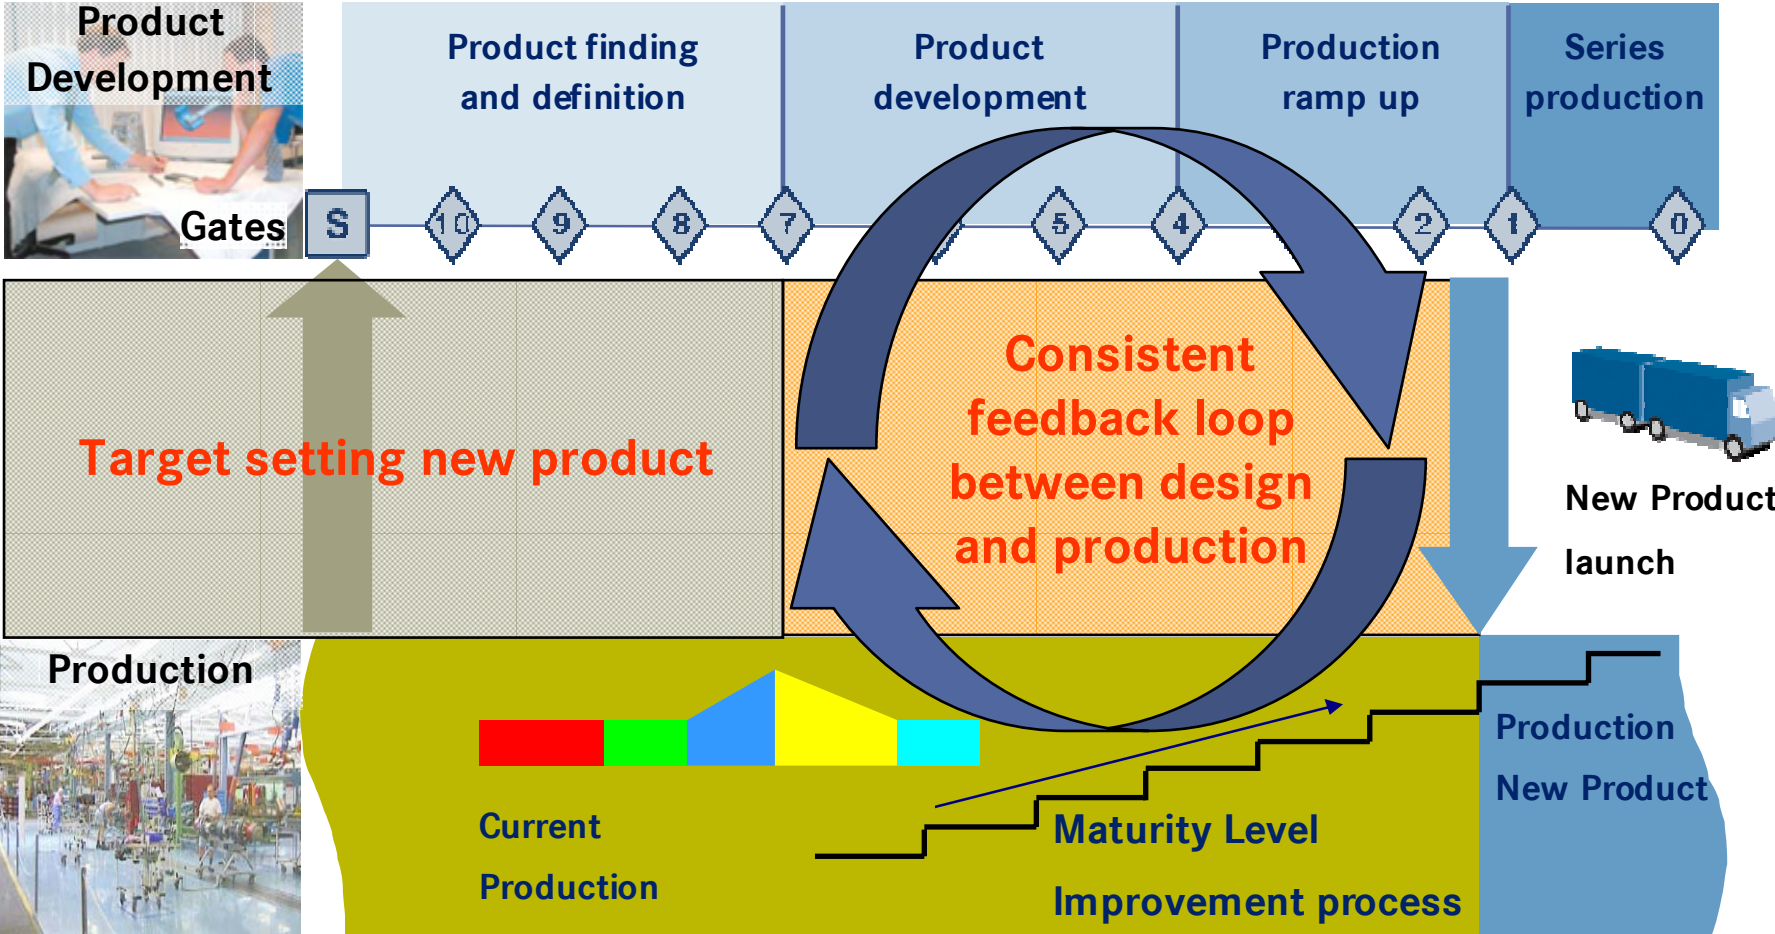 Product
Development
Product finding
and definition
Product
development
Production
ramp up
Series
production
Gates
S
10
9
8
7
5
4
2
1
0
Target setting new product
Consistent
feedback loop
between design
and production
New Product
launch
Production
Current
Production
Maturity Level
Improvement process
Production
New Product